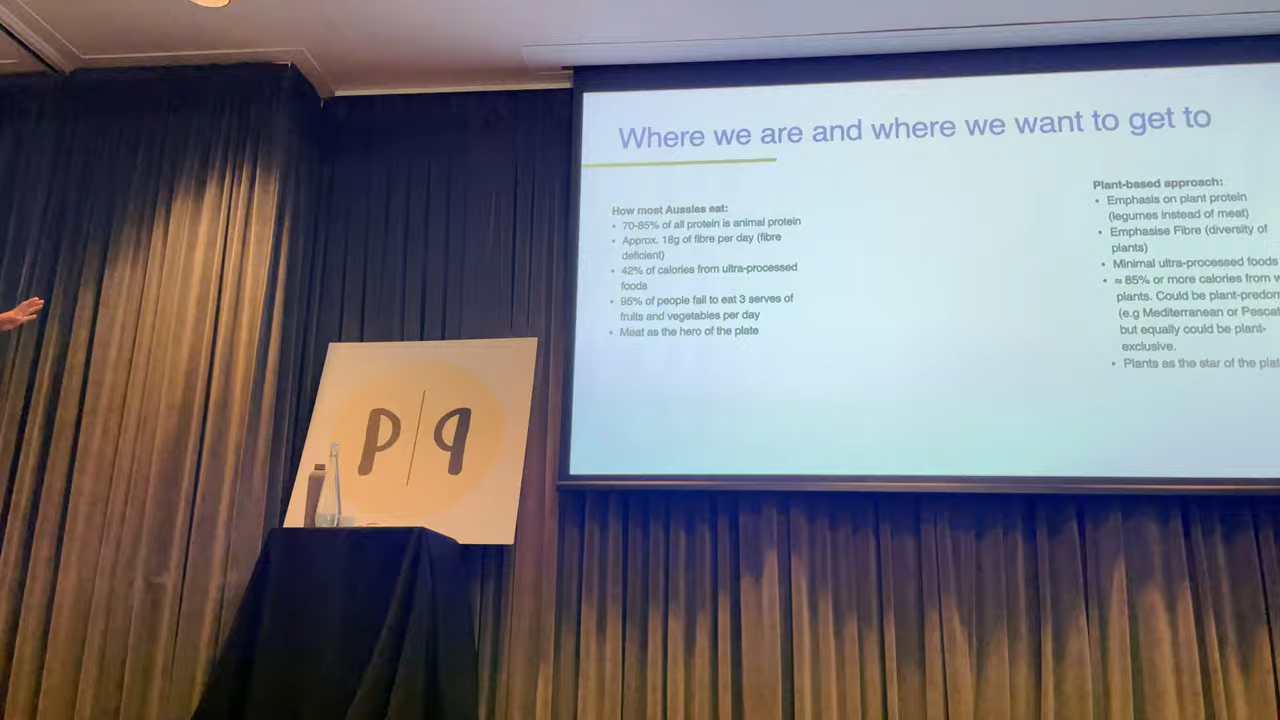 Where we are and where we want to get to
How most Aussies eat:
• 70-85% of all protein is animal protein
• Approx. 18g of fibre per day (fibre
deficient)
• 42% of calories from ultra-processed
foods
• 95% of people fail to eat 3 serves of
fruits and vegetables per day
• Meat as the hero of the plate
Plant-based approach:
• Emphasis on plant protein
(legumes instead of meat)
• Emphasise Fibre (diversity of
plants)
• Minimal ultra-processed foods
• ≈ 85% or more calories from
plants. Could be
(e.g Mediterranean or
but equally could be plant-
exclusive.
• Plants as the star of the
p|q